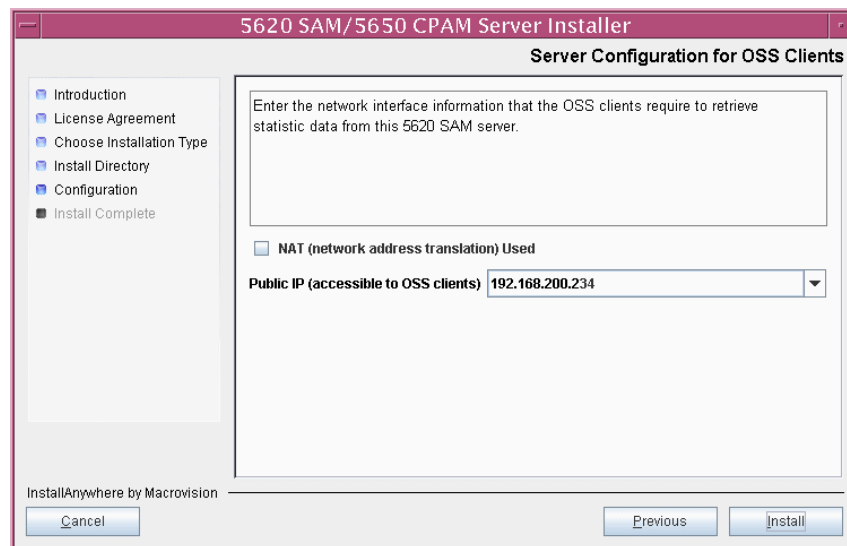 5620 SAM/5650 CPAM Server Installer
Server Configuration for OSS Clients
Introduction
License Agreement
Choose Installation Type
Install Directory
Configuration
Install Complete
Enter the network interface information that the OSS clients require to retrieve
statistic data from this 5620 SAM server.
NAT (network address translation) Used
Public IP (accessible to OSS clients) 192.168.200.234
InstallAnywhere by Macrovision
Cancel Previous Install